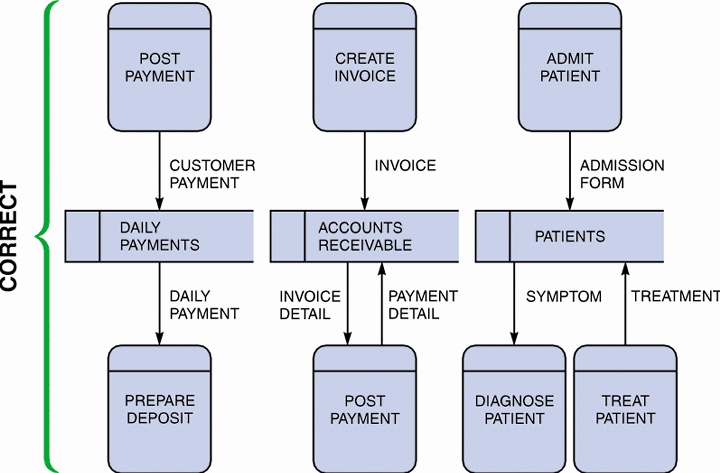 CORRECT
POST
PAYMENT
CREATE
INVOICE
ADMIT
PATIENT
CUSTOMER
PAYMENT
INVOICE
ADMISSION
FORM
DAILY
PAYMENTS
ACCOUNTS
RECEIVABLE
PATIENTS
DAILY
PAYMENT
INVOICE
DETAIL
PAYMENT
DETAIL
SYMPTOM
TREATMENT
PREPARE
DEPOSIT
POST
PAYMENT
DIAGNOSE
PATIENT
TREAT
PATIENT